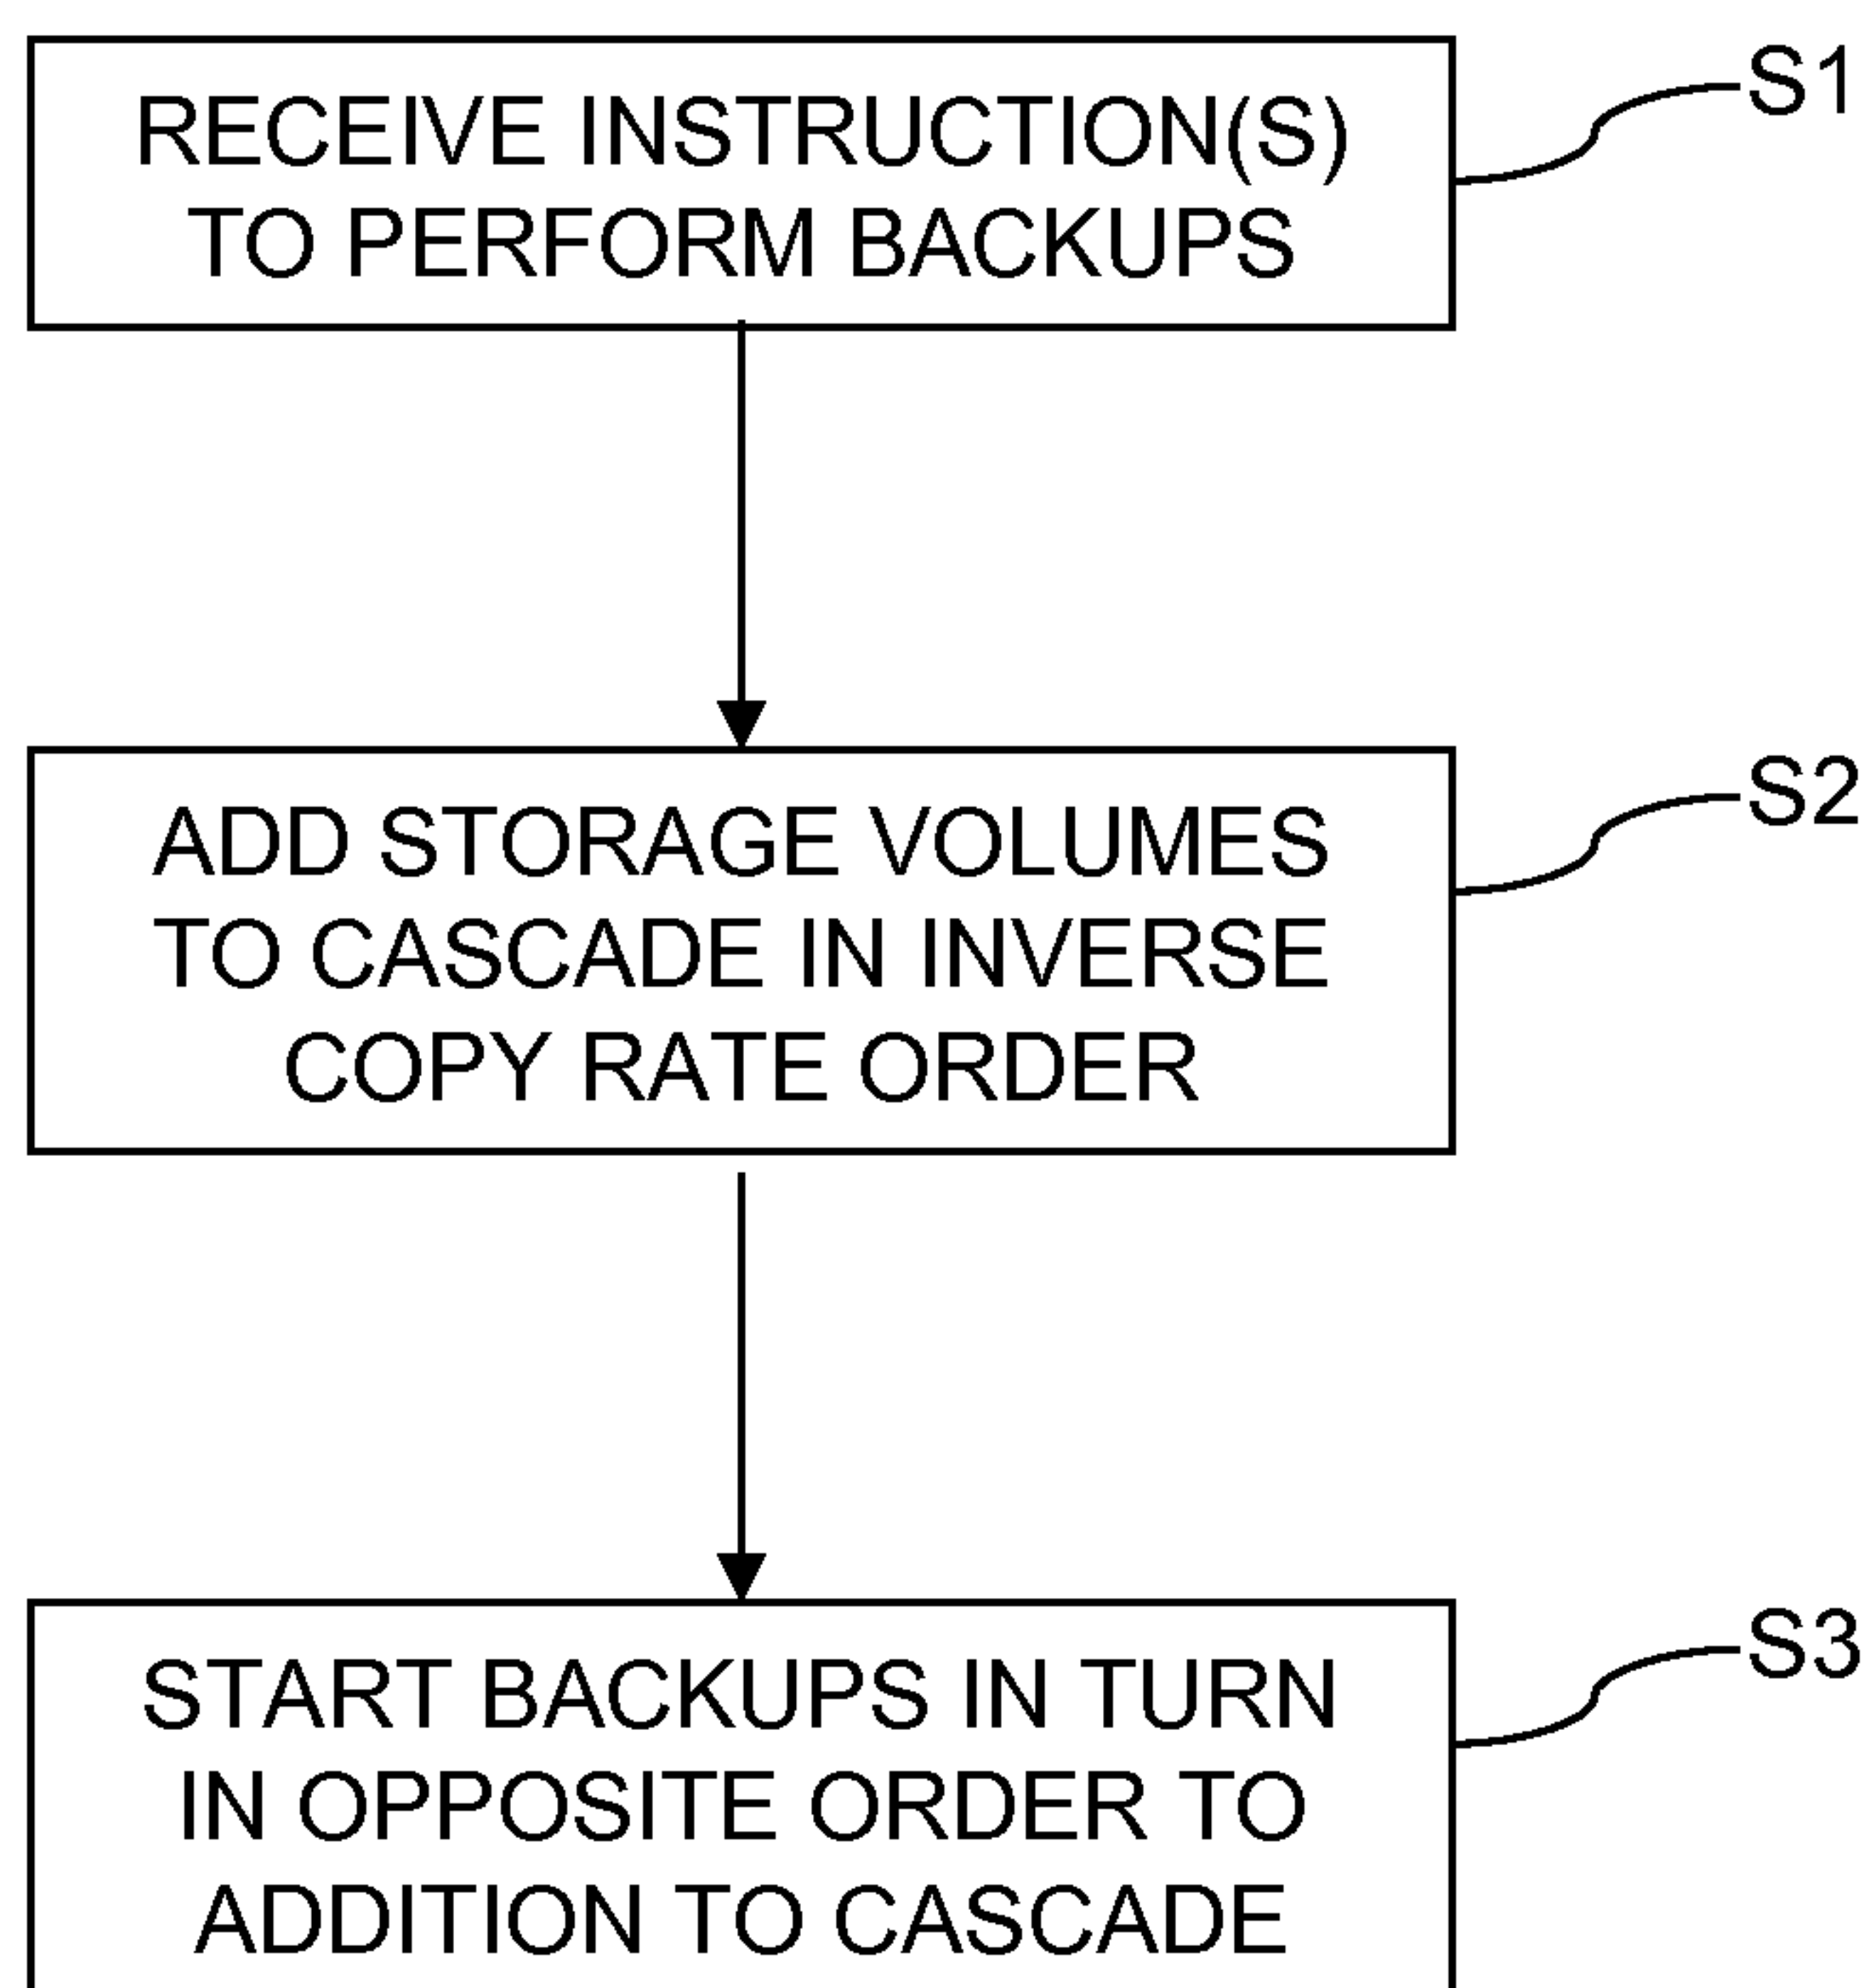 RECEIVE INSTRUCTION(S)
TO PERFORM BACKUPS
S1
ADD STORAGE VOLUMES
TO CASCADE IN INVERSE
COPY RATE ORDER
S2
START BACKUPS IN TURN
IN OPPOSITE ORDER TO
ADDITION TO CASCADE
S3